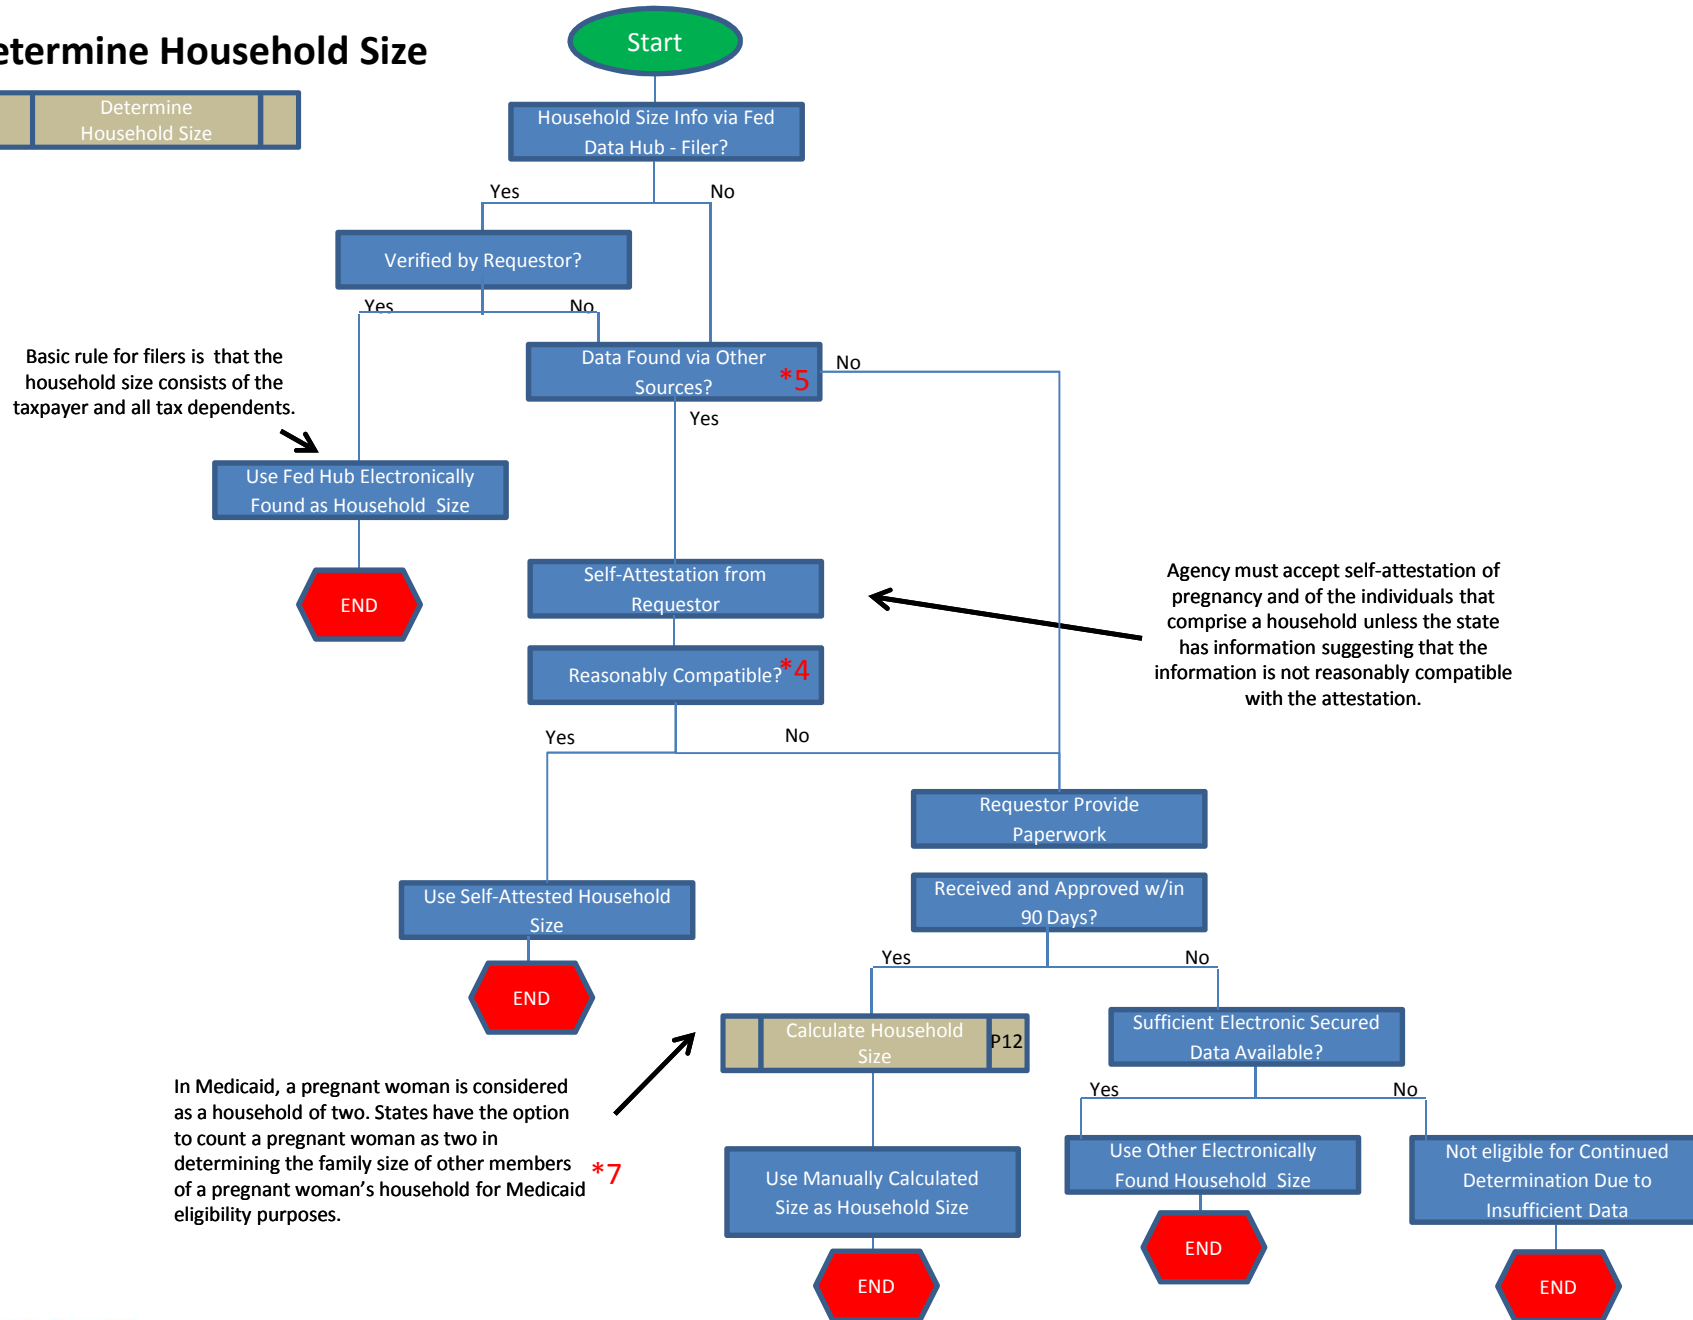 etermine Household Size
Start
Determine
Household Size
Household Size Info via Fed
Data Hub - Filer?
Yes
No
Verified by Requestor?
Yes
No
Basic rule for filers is that the
household size consists of the
taxpayer and all tax dependents.
Data Found via Other
Sources?
*5
No
Yes
Use Fed Hub Electronically
Found as Household Size
END
Self-Attestation from
Requestor
Agency must accept self-attestation of
pregnancy and of the individuals that
comprise a household unless the state
has information suggesting that the
information is not reasonably compatible
with the attestation.
Reasonably Compatible?
*4
Yes
No
Requestor Provide
Paperwork
Use Self-Attested Household
Size
Received and Approved w/in
90 Days?
END
Yes
No
Calculate Household
Size
P12
Sufficient Electronic Secured
Data Available?
In Medicaid, a pregnant woman is considered
as a household of two. States have the option
to count a pregnant woman as two in
determining the family size of other members
of a pregnant woman's household for Medicaid
eligibility purposes.
*7
Yes
No
Use Manually Calculated
Size as Household Size
Use Other Electronically
Found Household Size
Not eligible for Continued
Determination Due to
Insufficient Data
END
END
END